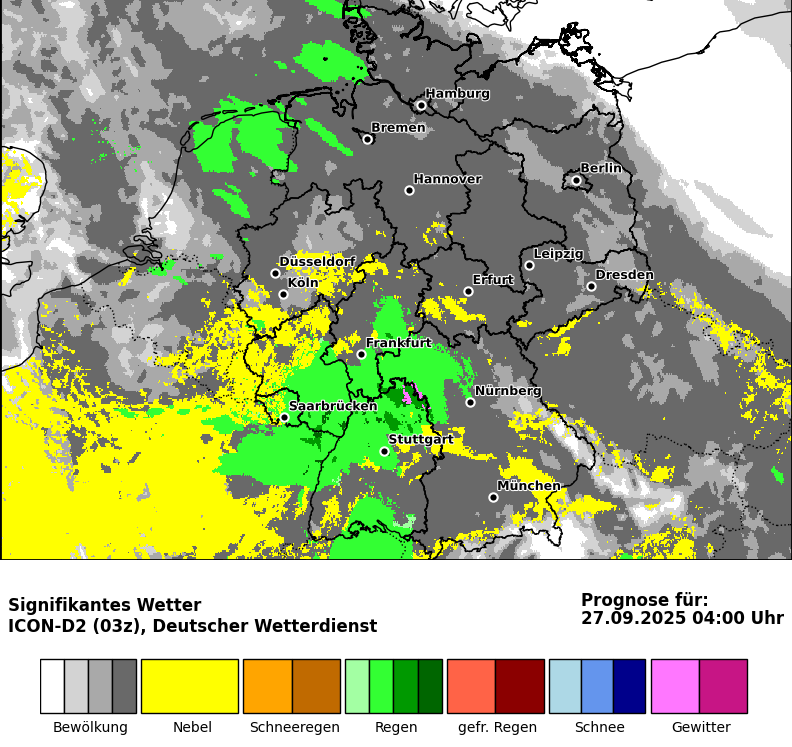 Hamburg
Bremen
Berlin
Hannover
Leipzig
Düsseldorf
Dresden
Köln
Erfurt
Frankfurt
Nürnberg
Saarbrücken
Stuttgart
München
Signifikantes Wetter
ICON-D2 (03z), Deutscher Wetterdienst
Prognose für:
27.09.2025 04:00 Uhr
Bewölkung
Nebel
Schneeregen
Regen
gefr. Regen
Schnee
Gewitter